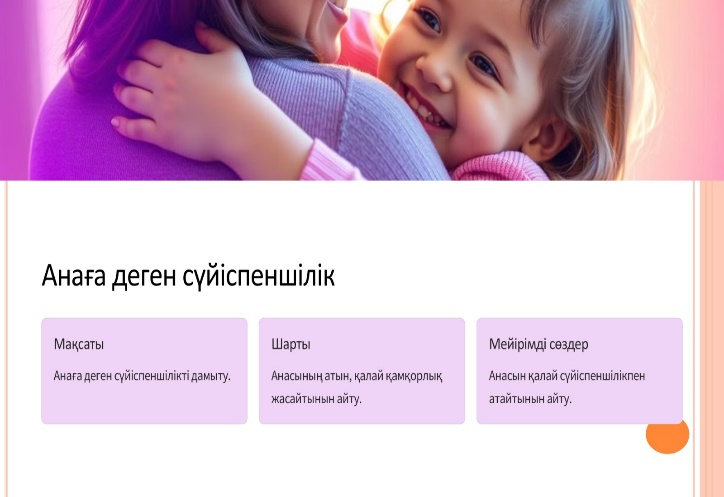 Анаға деген сүйіспеншілік
Мақсаты
Анаға деген сүйіспеншілікті дамыту.
Шарты
Анасының атын, қалай қамқорлық
жасайтынын айту.
Мейірімді сөздер
Анасын қалай сүйіспеншілікпен
атайтынын айту.